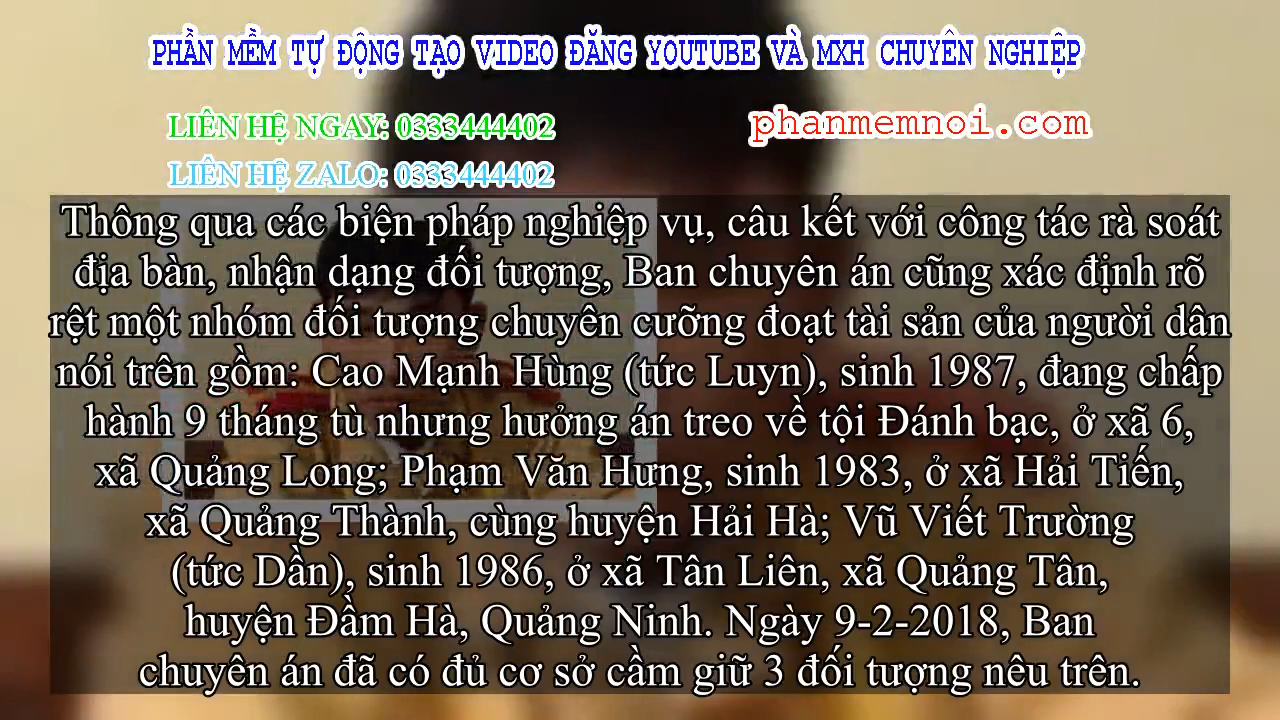 PHẦN MỀM TỰ ĐỘNG TẠO VIDEO ĐĂNG YOUTUBE VÀ MXH CHUYÊN NGHIỆP
LIÊN HỆ NGAY: 0333444402
phanmemnoi.com
LIÊN HỆ ZALO: 0333444402
Thông qua các biện pháp nghiệp vụ, câu kết với công tác rà soát
địa bàn, nhận dạng đối tượng, Ban chuyên án cũng xác định rõ
rệt một nhóm đối tượng chuyên cưỡng đoạt tài sản của người dân
nói trên gồm: Cao Mạnh Hùng (tức Luyn), sinh 1987, đang chấp
hành 9 tháng tù nhưng hưởng án treo về tội Đánh bạc, ở xã 6,
xã Quảng Long; Phạm Văn Hưng, sinh 1983, ở xã Hải Tiến,
xã Quảng Thành, cùng huyện Hải Hà; Vũ Viết Trường
(tức Dần), sinh 1986, ở xã Tân Liên, xã Quảng Tân,
huyện Đầm Hà, Quảng Ninh. Ngày 9-2-2018, Ban
chuyên án đã có đủ cơ sở cầm giữ 3 đối tượng nêu trên.